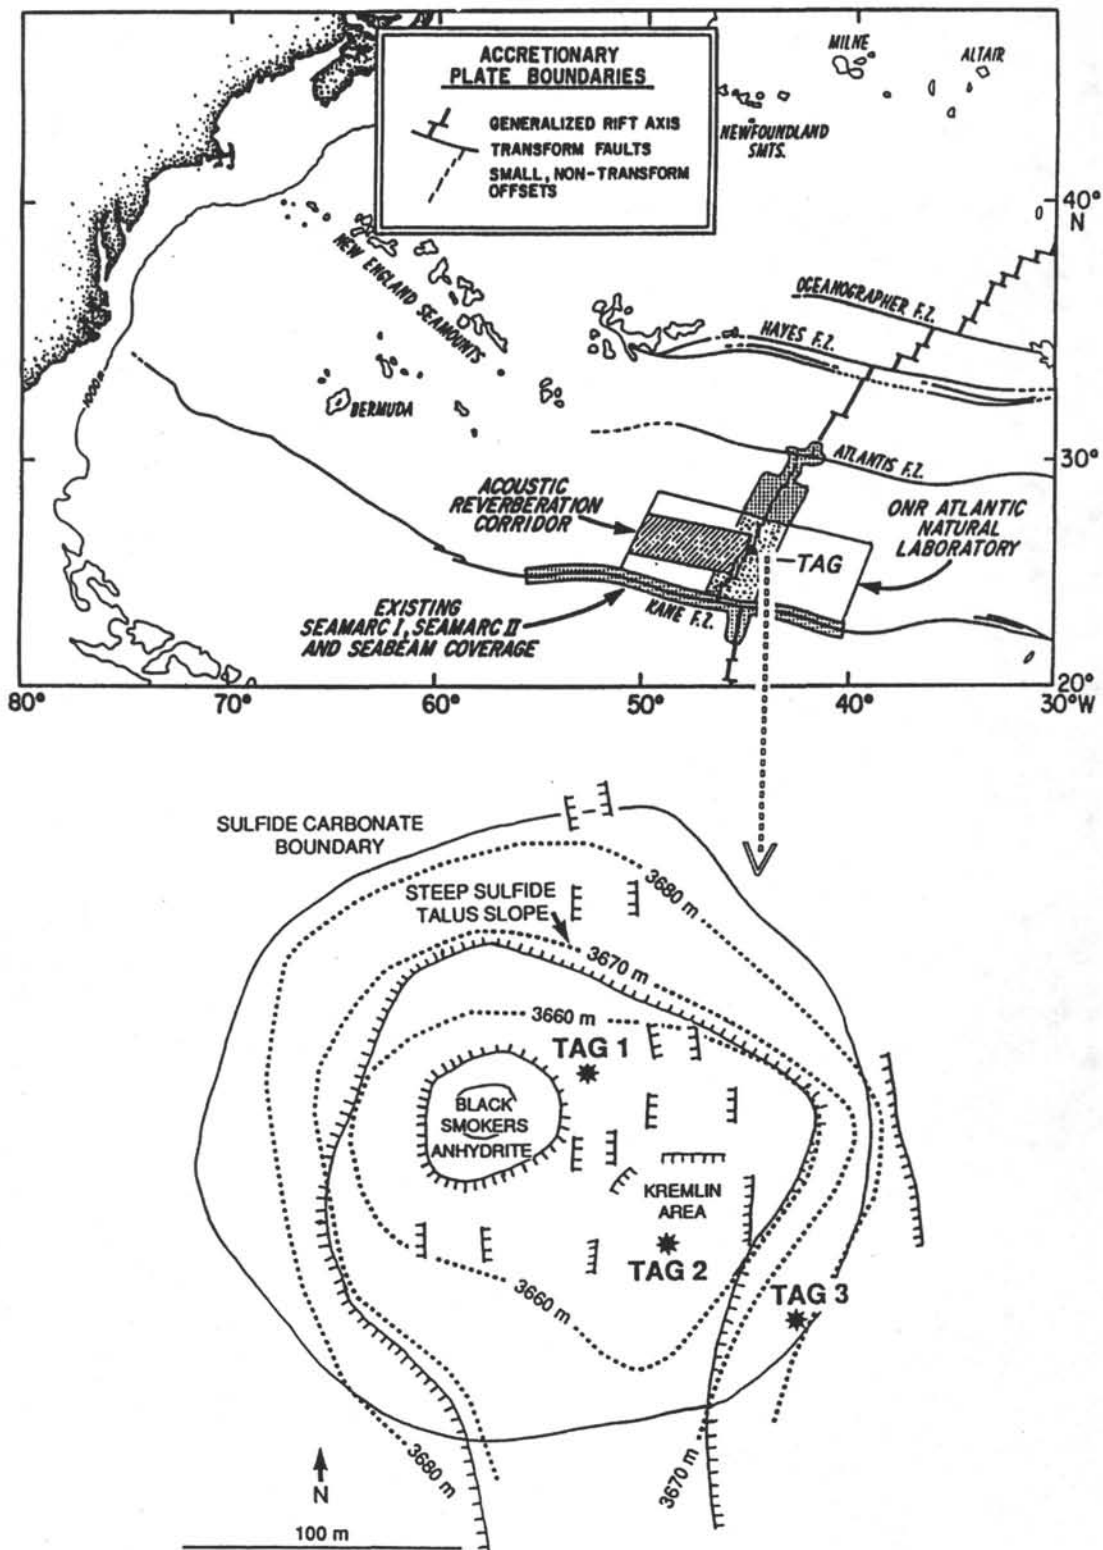 ACCRETIONARY
PLATE BOUNDARIES
GENERALIZED RIFT AXIS
TRANSFORM FAULTS
SMALL, NON-TRANSFORM
OFFSETS
MILNE
ALTAIR
NEWFOUNDLAND
SMTS.
40°
N
NEW ENGLAND SEAMOUNTS
OCEANOGRAPHER F.Z.
HAYES F.Z.
1000m
BERMUDA
ATLANTIS F.Z.
30°
ACOUSTIC
REVERBERATION
CORRIDOR
ONR ATLANTIC
NATURAL
LABORATORY
TAG
EXISTING
SEAMARC I, SEAMARC II
AND SEABEAM COVERAGE
KANE F.Z.
20°
80°
70°
60°
50°
40°
30°W
SULFIDE CARBONATE
BOUNDARY
3680 m
STEEP SULFIDE
TALUS SLOPE
3670 m
3660 m
TAG 1
BLACK
SMOKERS
ANHYDRITE
KREMLIN
AREA
TAG 2
TAG 3
3660 m
3680 m
3670 m
N
100 m